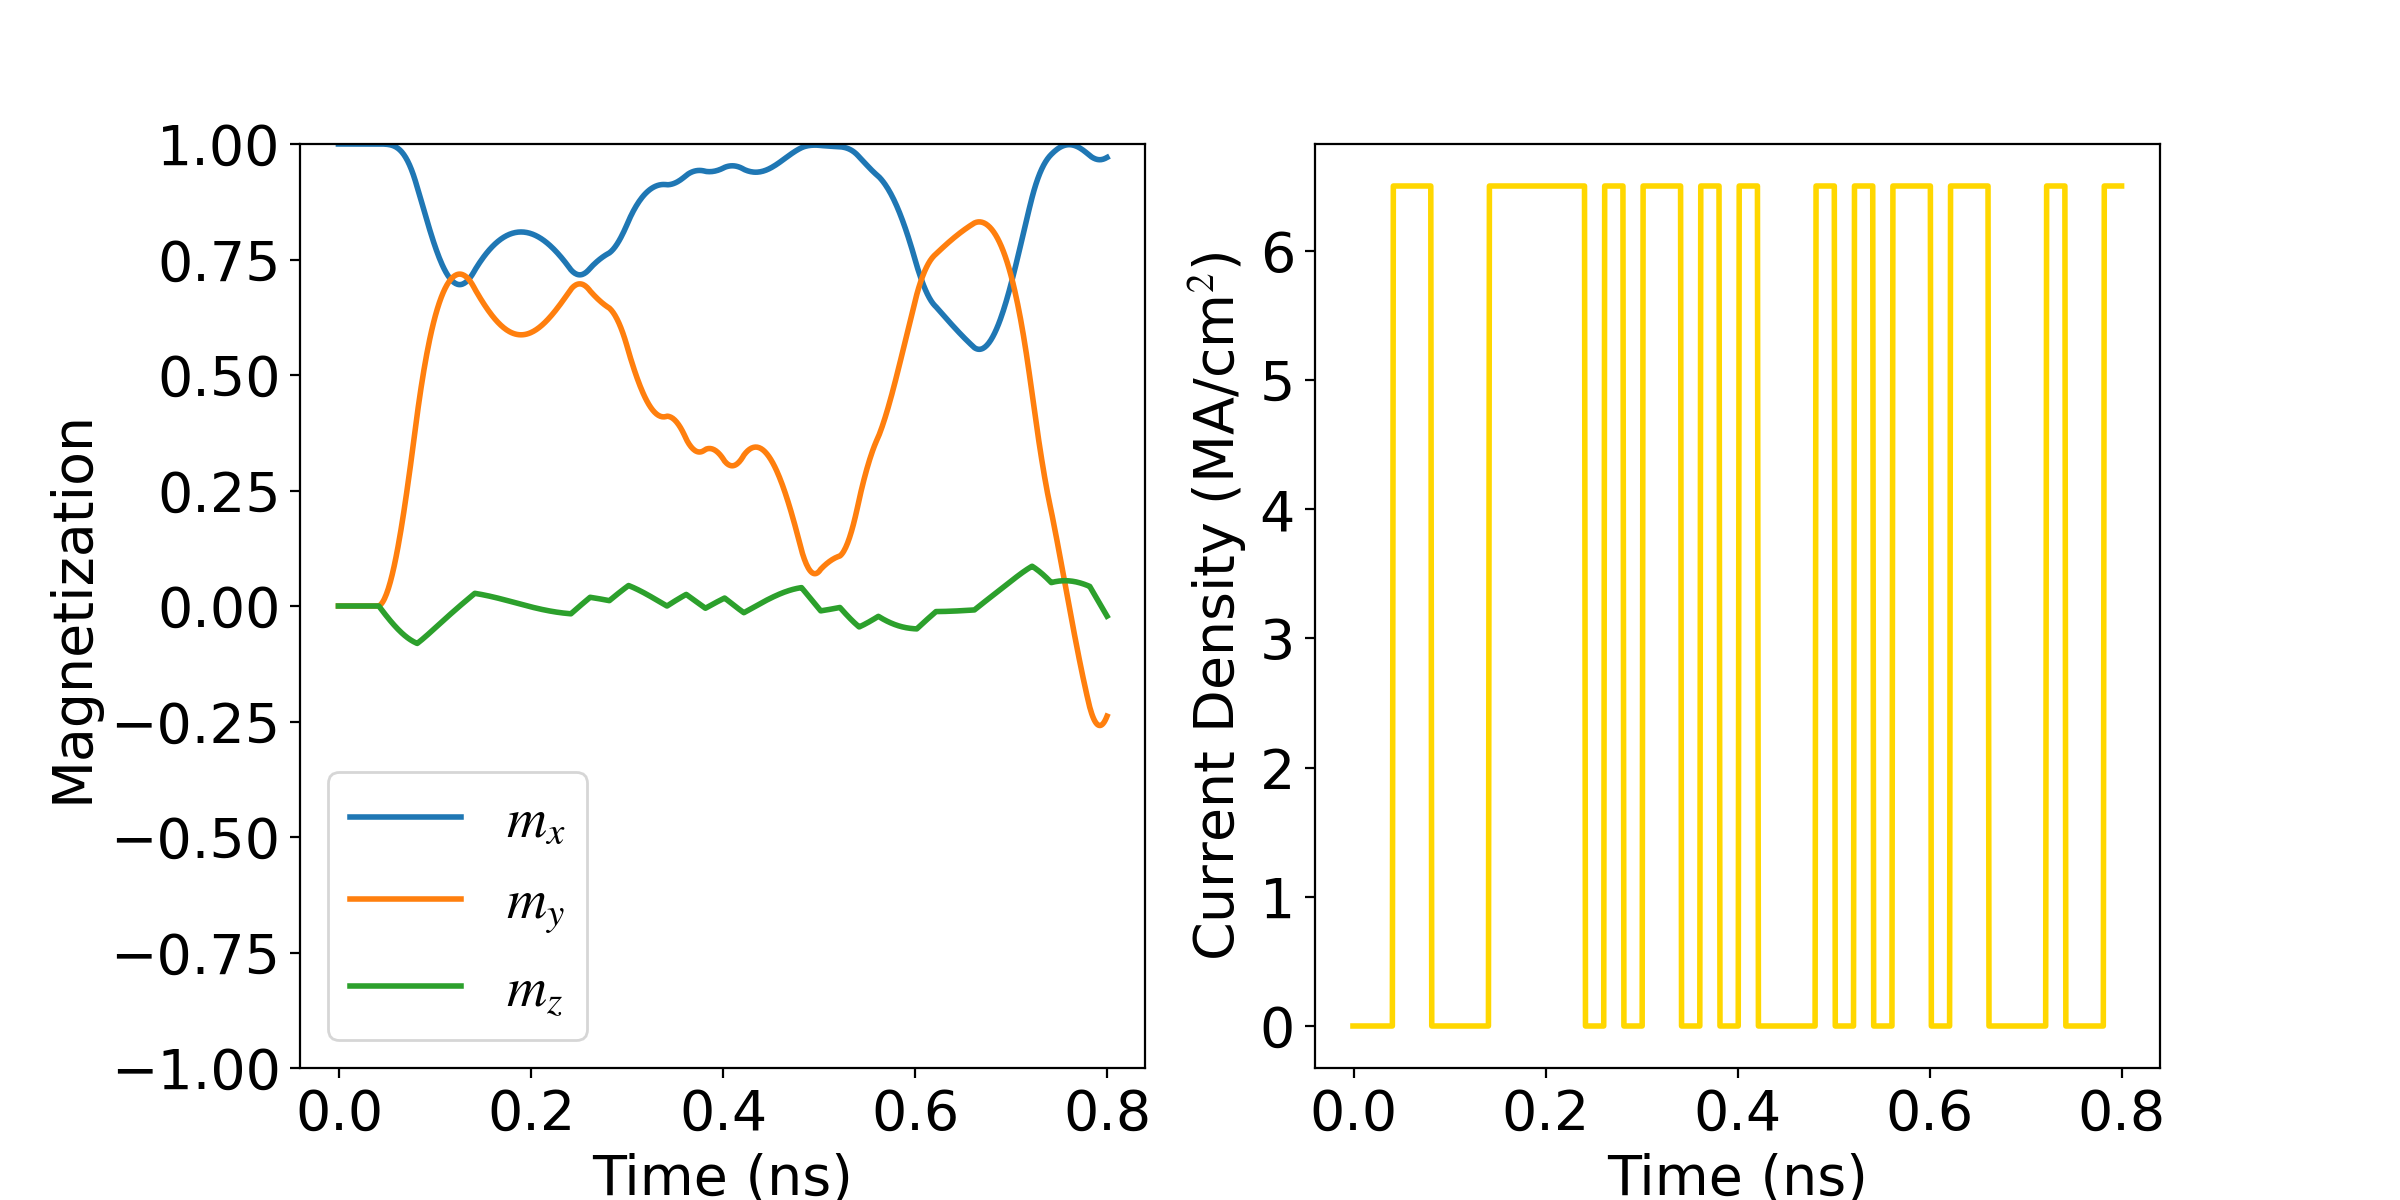 Magnetization
1.00
0.75
0.50
0.25
0.00
−0.25
−0.50
−0.75
−1.00
m_x
m_y
m_z
0.0 0.2 0.4 0.6 0.8
Time (ns)
Current Density (MA/cm²)
6
5
4
3
2
1
0
0.0 0.2 0.4 0.6 0.8
Time (ns)